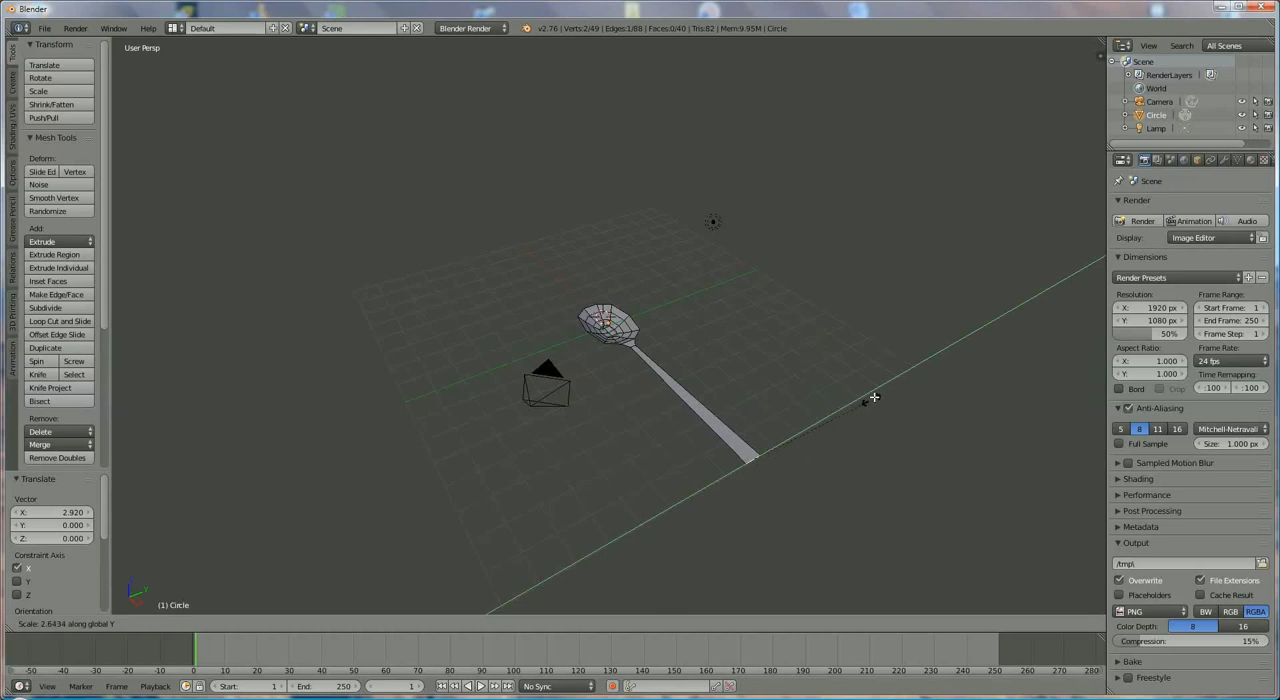 Blender
File Render Window Help Default Scene Blender Render v2.76 | Verts:2/49 | Edges:1/88 | Faces:0/40 | Tris:82 | Mem:9.95M | Circle
User Persp
Transform
Translate
Rotate
Scale
Shrink/Fatten
Push/Pull
Mesh Tools
Deform:
Slide Ed Vertex
Noise
Smooth Vertex
Randomize
Add:
Extrude
Extrude Region
Extrude Individual
Inset Faces
Make Edge/Face
Subdivide
Loop Cut and Slide
Offset Edge Slide
Duplicate
Spin Screw
Knife Select
Knife Project
Bisect
Remove:
Delete
Merge
Remove Doubles
Tools
Create
Shading / UVs
Options
Grease Pencil
Relations
3D Printing
Animation
Translate
Vector
X: 2.920
Y: 0.000
Z: 0.000
Constraint Axis
X
Y
Z
Orientation
(1) Circle
Scale: 2.6434 along global Y
View Search All Scenes
Scene
RenderLayers
World
Camera
Circle
Lamp
Scene
Render
Render Animation Audio
Display: Image Editor
Dimensions
Render Presets
Resolution: Frame Range:
X: 1920 px Start Frame: 1
Y: 1080 px End Frame: 250
50% Frame Step: 1
Aspect Ratio: Frame Rate:
X: 1.000 24 fps
Y: 1.000 Time Remapping:
Bord Crop :100 :100
Anti-Aliasing
5 8 11 16 Mitchell-Netravali
Full Sample Size: 1.000 px
Sampled Motion Blur
Shading
Performance
Post Processing
Metadata
Output
/tmp\
Overwrite File Extensions
Placeholders Cache Result
PNG BW RGB RGBA
Color Depth: 8 16
Compression: 15%
Bake
Freestyle
-50 -40 -30 -20 -10 0 10 20 30 40 50 60 70 80 90 100 110 120 130 140 150 160 170 180 190 200 210 220 230 240 250 260 270 280
View Marker Frame Playback Start: 1 End: 250 1 No Sync